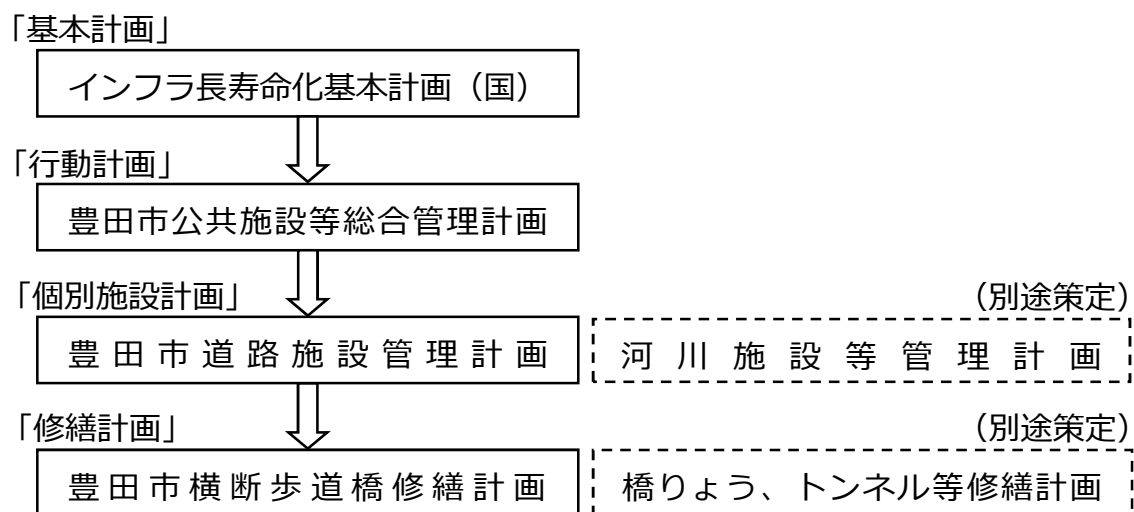 「基本計画」
インフラ長寿命化基本計画（国）
「行動計画」
豊田市公共施設等総合管理計画
「個別施設計画」
（別途策定）
豊田市道路施設管理計画
河川施設等管理計画
「修繕計画」
（別途策定）
豊田市横断歩道橋修繕計画
橋りょう、トンネル等修繕計画